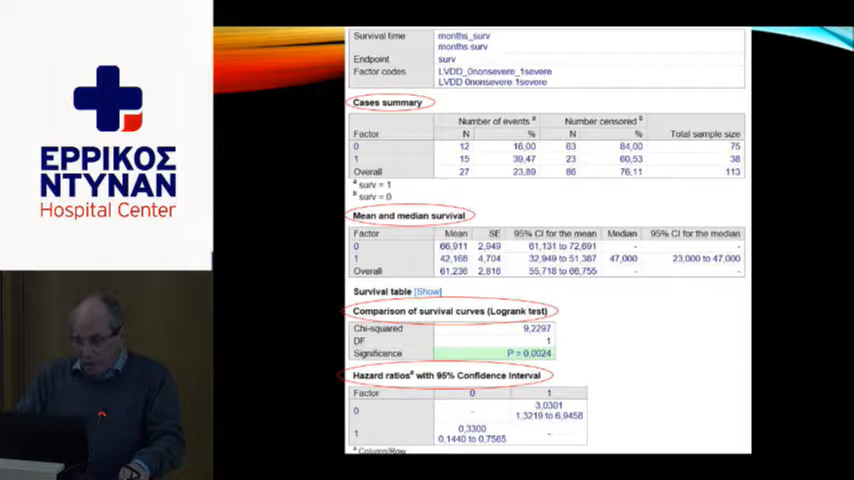 ΕΡΡΙΚΟΣ
ΝΤΥΝΑΝ
Hospital Center
Survival time months_surv
months surv
Endpoint surv
Factor codes LVDD_0nonsevere_1severe
LVDD 0nonsevere 1severe
Cases summary
Number of events a Number censored b
Factor N % N % Total sample size
0 12 16,00 63 84,00 75
1 15 39,47 23 60,53 38
Overall 27 23,89 86 76,11 113
a surv = 1
b surv = 0
Mean and median survival
Factor Mean SE 95% CI for the mean Median 95% CI for the median
0 66,911 2,949 61,131 to 72,691 - -
1 42,168 4,704 32,949 to 51,387 47,000 23,000 to 47,000
Overall 61,236 2,816 55,718 to 66,755 - -
Survival table [Show]
Comparison of survival curves (Logrank test)
Chi-squared 9,2297
DF 1
Significance P = 0,0024
Hazard ratios a with 95% Confidence Interval
Factor 0 1
0 - 3,0301
1,3219 to 6,9458
1 0,3300 -
0,1440 to 0,7565
a Column/Row